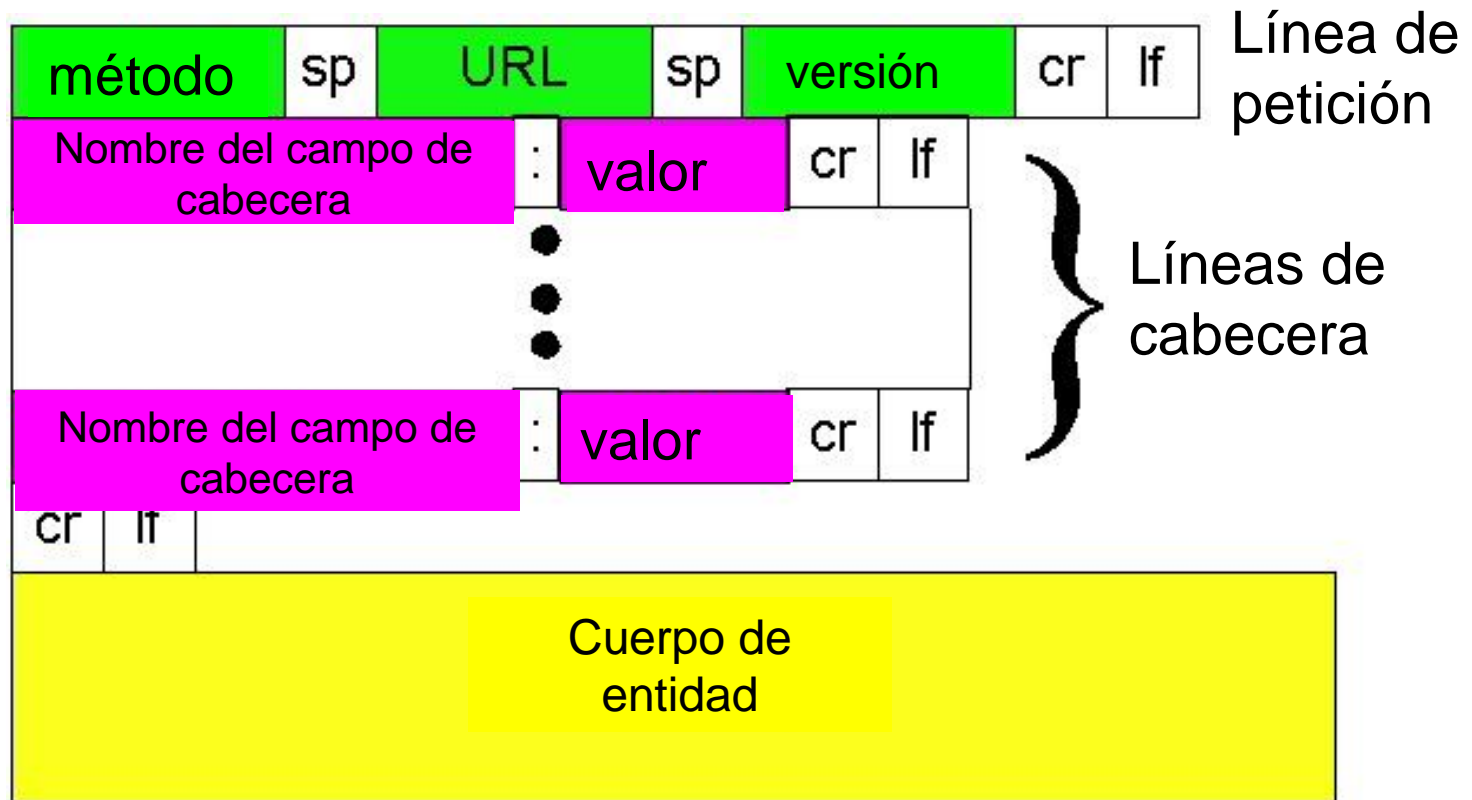 método sp URL sp versión cr lf
Línea de
petición
Nombre del campo de
cabecera
: valor cr lf
Líneas de
cabecera
Nombre del campo de
cabecera
: valor cr lf
cr lf
Cuerpo de
entidad